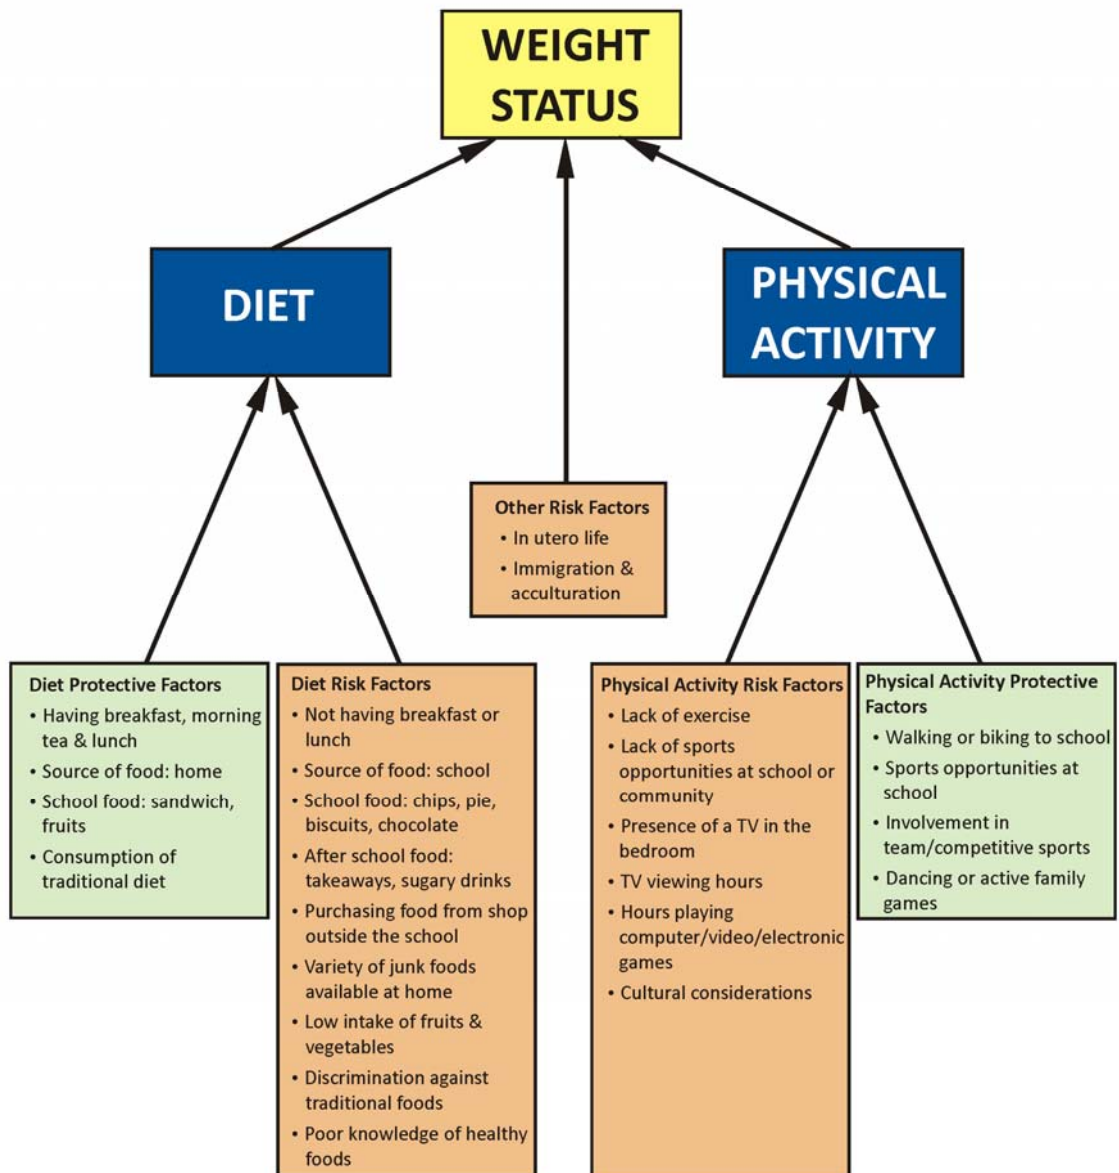 WEIGHT
STATUS
DIET
PHYSICAL
ACTIVITY
Other Risk Factors
• In utero life
• Immigration &
acculturation
Diet Protective Factors
• Having breakfast, morning
tea & lunch
• Source of food: home
• School food: sandwich,
fruits
• Consumption of
traditional diet
Diet Risk Factors
• Not having breakfast or
lunch
• Source of food: school
• School food: chips, pie,
biscuits, chocolate
• After school food:
takeaways, sugary drinks
• Purchasing food from shop
outside the school
• Variety of junk foods
available at home
• Low intake of fruits &
vegetables
• Discrimination against
traditional foods
• Poor knowledge of healthy
foods
Physical Activity Risk Factors
• Lack of exercise
• Lack of sports
opportunities at school or
community
• Presence of a TV in the
bedroom
• TV viewing hours
• Hours playing
computer/video/electronic
games
• Cultural considerations
Physical Activity Protective
Factors
• Walking or biking to school
• Sports opportunities at
school
• Involvement in
team/competitive sports
• Dancing or active family
games